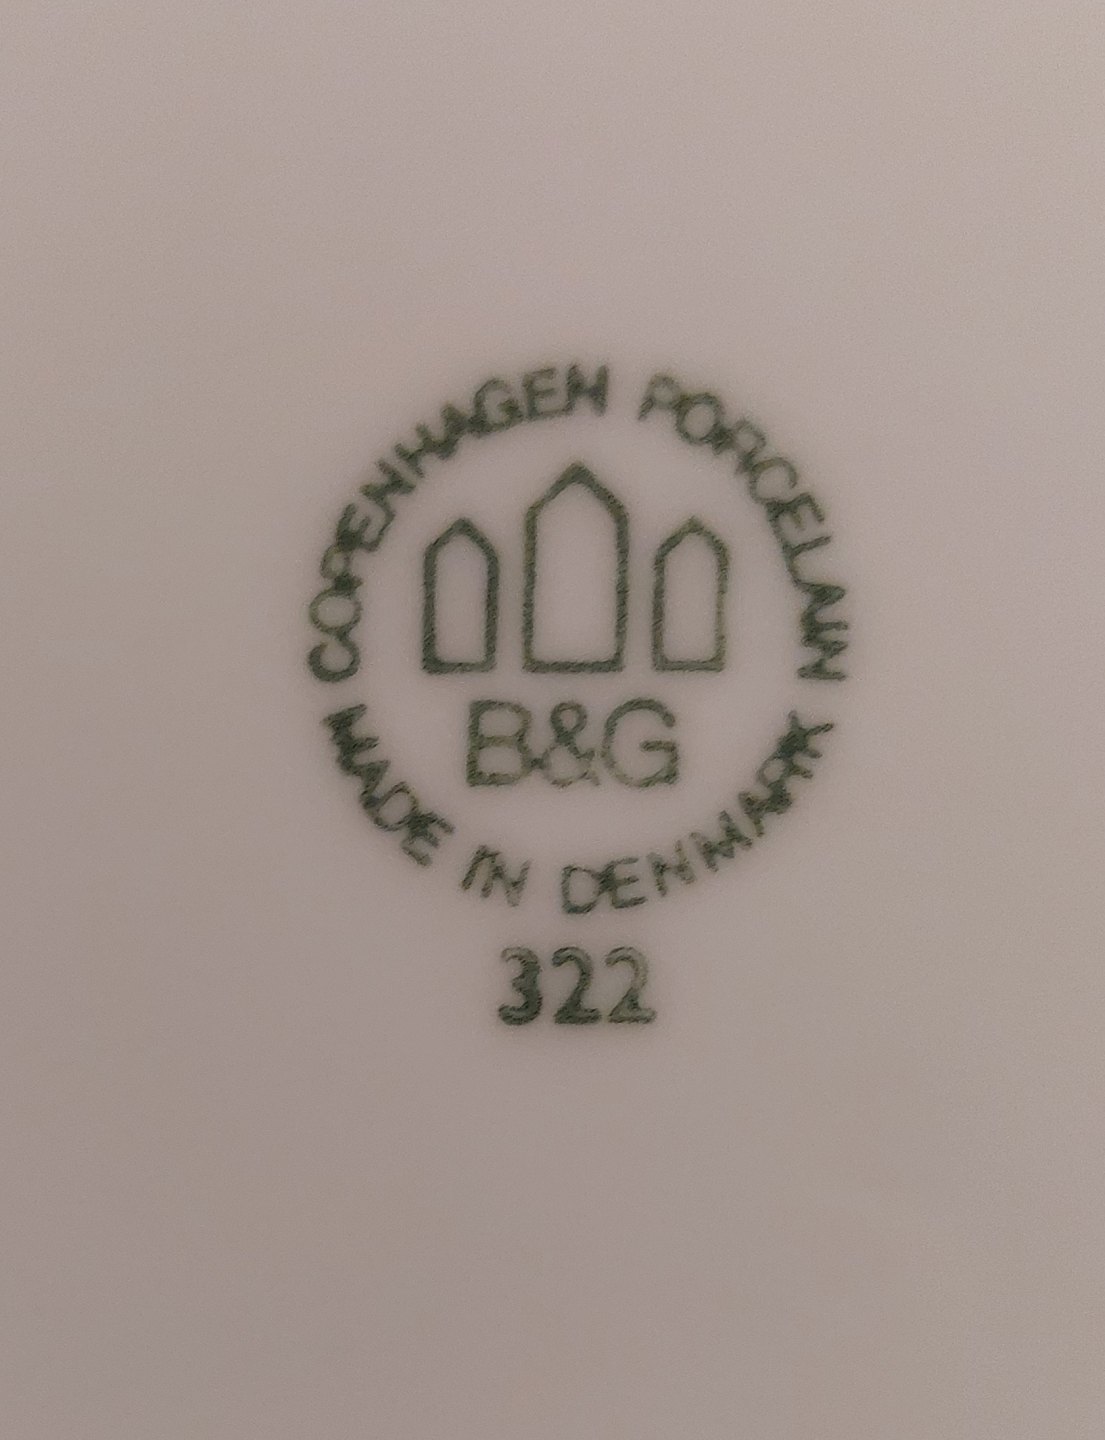 COPENHAGEN PORCELAIN
B&G
MADE IN DENMARK
322